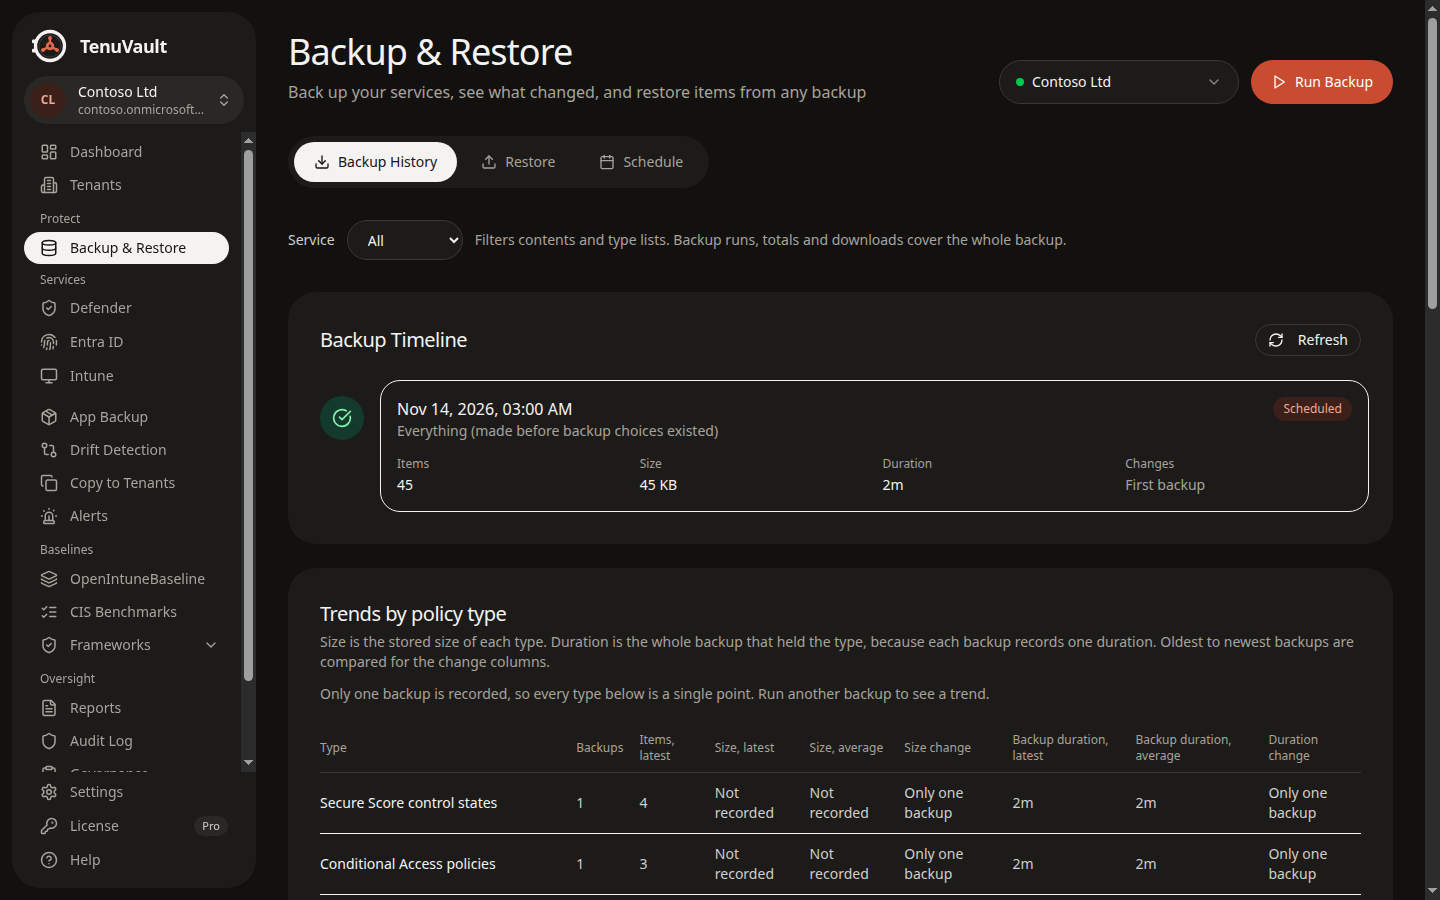 TenuVault
CL
Contoso Ltd
contoso.onmicrosoft...
Dashboard
Tenants
Protect
Backup & Restore
Services
Defender
Entra ID
Intune
App Backup
Drift Detection
Copy to Tenants
Alerts
Baselines
OpenIntuneBaseline
CIS Benchmarks
Frameworks
Oversight
Reports
Audit Log
Settings
License
Pro
Help
Backup & Restore
Back up your services, see what changed, and restore items from any backup
Contoso Ltd
Run Backup
Backup History
Restore
Schedule
Service
All
Filters contents and type lists. Backup runs, totals and downloads cover the whole backup.
Backup Timeline
Refresh
Nov 14, 2026, 03:00 AM
Scheduled
Everything (made before backup choices existed)
Items Size Duration Changes
45 45 KB 2m First backup
Trends by policy type
Size is the stored size of each type. Duration is the whole backup that held the type, because each backup records one duration. Oldest to newest backups are
compared for the change columns.
Only one backup is recorded, so every type below is a single point. Run another backup to see a trend.
Type Backups Items, latest Size, latest Size, average Size change Backup duration, latest Backup duration, average Duration change
Secure Score control states 1 4 Not recorded Not recorded Only one backup 2m 2m Only one backup
Conditional Access policies 1 3 Not recorded Not recorded Only one backup 2m 2m Only one backup